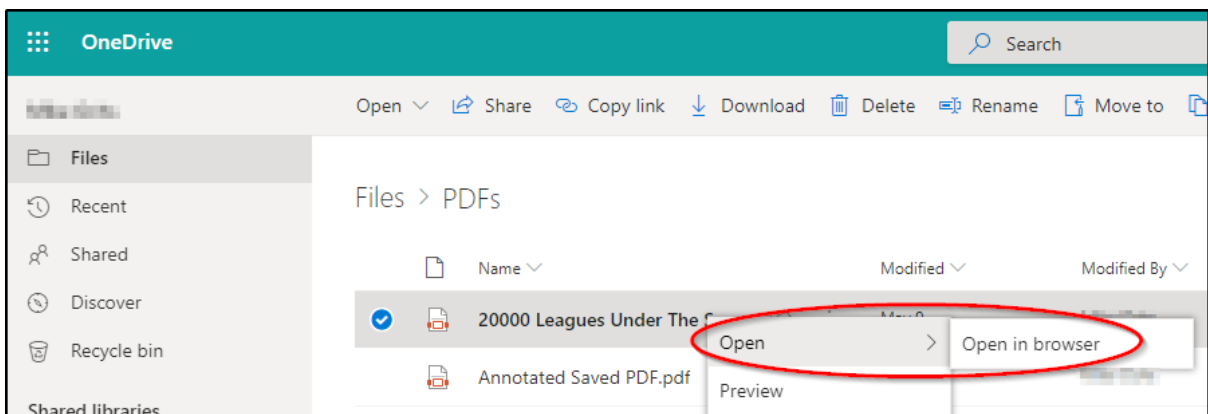 OneDrive
Search
Open Share Copy link Download Delete Rename Move to
Files
Files > PDFs
Recent
Shared
Name Modified Modified By
Discover
20000 Leagues Under The
Recycle bin
Open Open in browser
Annotated Saved PDF.pdf
Preview
Shared libraries